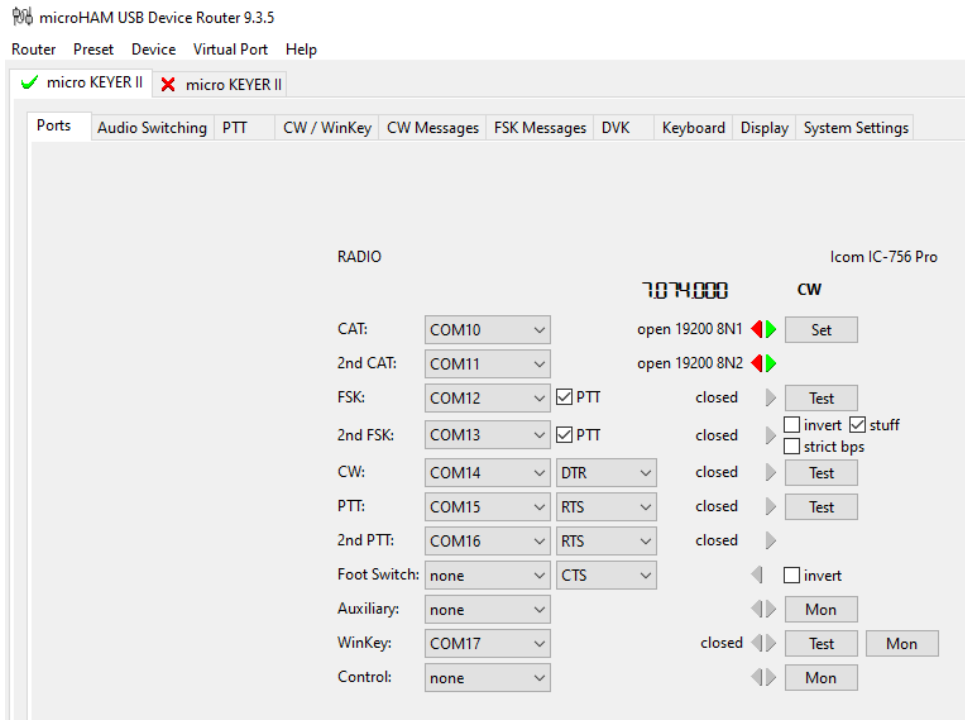 microHAM USB Device Router 9.3.5
Router Preset Device Virtual Port Help
micro KEYER II micro KEYER II
Ports Audio Switching PTT CW / WinKey CW Messages FSK Messages DVK Keyboard Display System Settings
RADIO Icom IC-756 Pro
7.074.000 CW
CAT: COM10 open 19200 8N1 Set
2nd CAT: COM11 open 19200 8N2
FSK: COM12 PTT closed Test
2nd FSK: COM13 PTT closed invert stuff
strict bps
CW: COM14 DTR closed Test
PTT: COM15 RTS closed Test
2nd PTT: COM16 RTS closed
Foot Switch: none CTS invert
Auxiliary: none Mon
WinKey: COM17 closed Test Mon
Control: none Mon